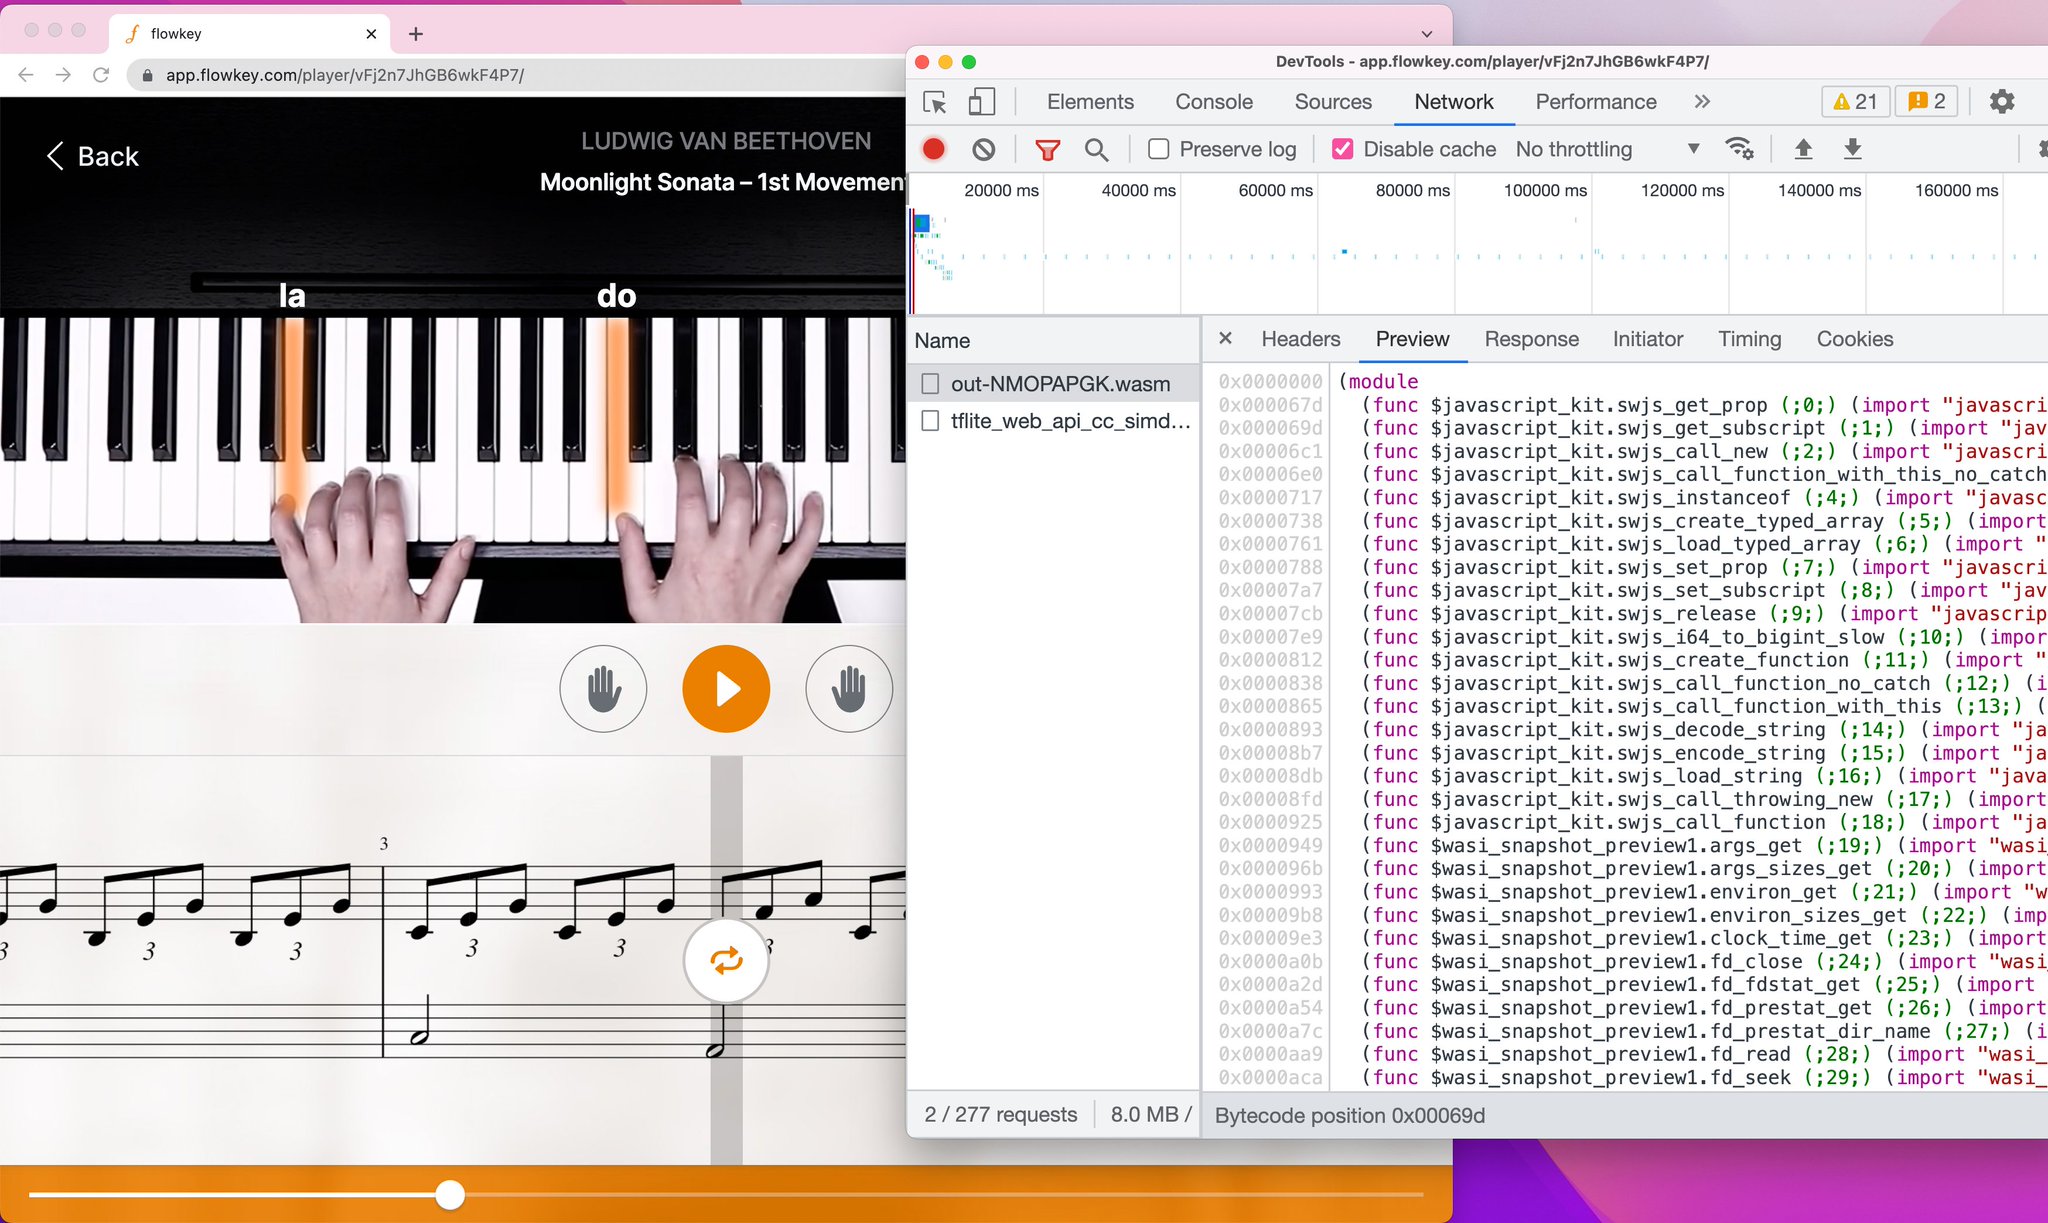 flowkey
app.flowkey.com/player/vFj2n7JhGB6wkF4P7/
Back
LUDWIG VAN BEETHOVEN
Moonlight Sonata – 1st Movement
la
do
3
3
3
3
3
3
3
DevTools - app.flowkey.com/player/vFj2n7JhGB6wkF4P7/
Elements Console Sources Network Performance 21 2
Preserve log Disable cache No throttling
20000 ms 40000 ms 60000 ms 80000 ms 100000 ms 120000 ms 140000 ms 160000 ms
Name
out-NMOPAPGK.wasm
tflite_web_api_cc_simd...
2 / 277 requests 8.0 MB /
Headers Preview Response Initiator Timing Cookies
0x0000000 (module
0x000067d (func $javascript_kit.swjs_get_prop (;0;) (import "javascri
0x000069d (func $javascript_kit.swjs_get_subscript (;1;) (import "jav
0x00006c1 (func $javascript_kit.swjs_call_new (;2;) (import "javascri
0x00006e0 (func $javascript_kit.swjs_call_function_with_this_no_catch
0x0000717 (func $javascript_kit.swjs_instanceof (;4;) (import "javasc
0x0000738 (func $javascript_kit.swjs_create_typed_array (;5;) (import
0x0000761 (func $javascript_kit.swjs_load_typed_array (;6;) (import "
0x0000788 (func $javascript_kit.swjs_set_prop (;7;) (import "javascri
0x00007a7 (func $javascript_kit.swjs_set_subscript (;8;) (import "jav
0x00007cb (func $javascript_kit.swjs_release (;9;) (import "javascrip
0x00007e9 (func $javascript_kit.swjs_i64_to_bigint_slow (;10;) (impor
0x0000812 (func $javascript_kit.swjs_create_function (;11;) (import "
0x0000838 (func $javascript_kit.swjs_call_function_no_catch (;12;) (i
0x0000865 (func $javascript_kit.swjs_call_function_with_this (;13;) (
0x0000893 (func $javascript_kit.swjs_decode_string (;14;) (import "ja
0x00008b7 (func $javascript_kit.swjs_encode_string (;15;) (import "ja
0x00008db (func $javascript_kit.swjs_load_string (;16;) (import "java
0x00008fd (func $javascript_kit.swjs_call_throwing_new (;17;) (import
0x0000925 (func $javascript_kit.swjs_call_function (;18;) (import "ja
0x0000949 (func $wasi_snapshot_preview1.args_get (;19;) (import "wasi_
0x000096b (func $wasi_snapshot_preview1.args_sizes_get (;20;) (import
0x0000993 (func $wasi_snapshot_preview1.environ_get (;21;) (import "w
0x00009b8 (func $wasi_snapshot_preview1.environ_sizes_get (;22;) (imp
0x00009e3 (func $wasi_snapshot_preview1.clock_time_get (;23;) (import
0x0000a0b (func $wasi_snapshot_preview1.fd_close (;24;) (import "wasi_
0x0000a2d (func $wasi_snapshot_preview1.fd_fdstat_get (;25;) (import
0x0000a54 (func $wasi_snapshot_preview1.fd_prestat_get (;26;) (import
0x0000a7c (func $wasi_snapshot_preview1.fd_prestat_dir_name (;27;) (i
0x0000aa9 (func $wasi_snapshot_preview1.fd_read (;28;) (import "wasi_
0x0000aca (func $wasi_snapshot_preview1.fd_seek (;29;) (import "wasi_
Bytecode position 0x00069d